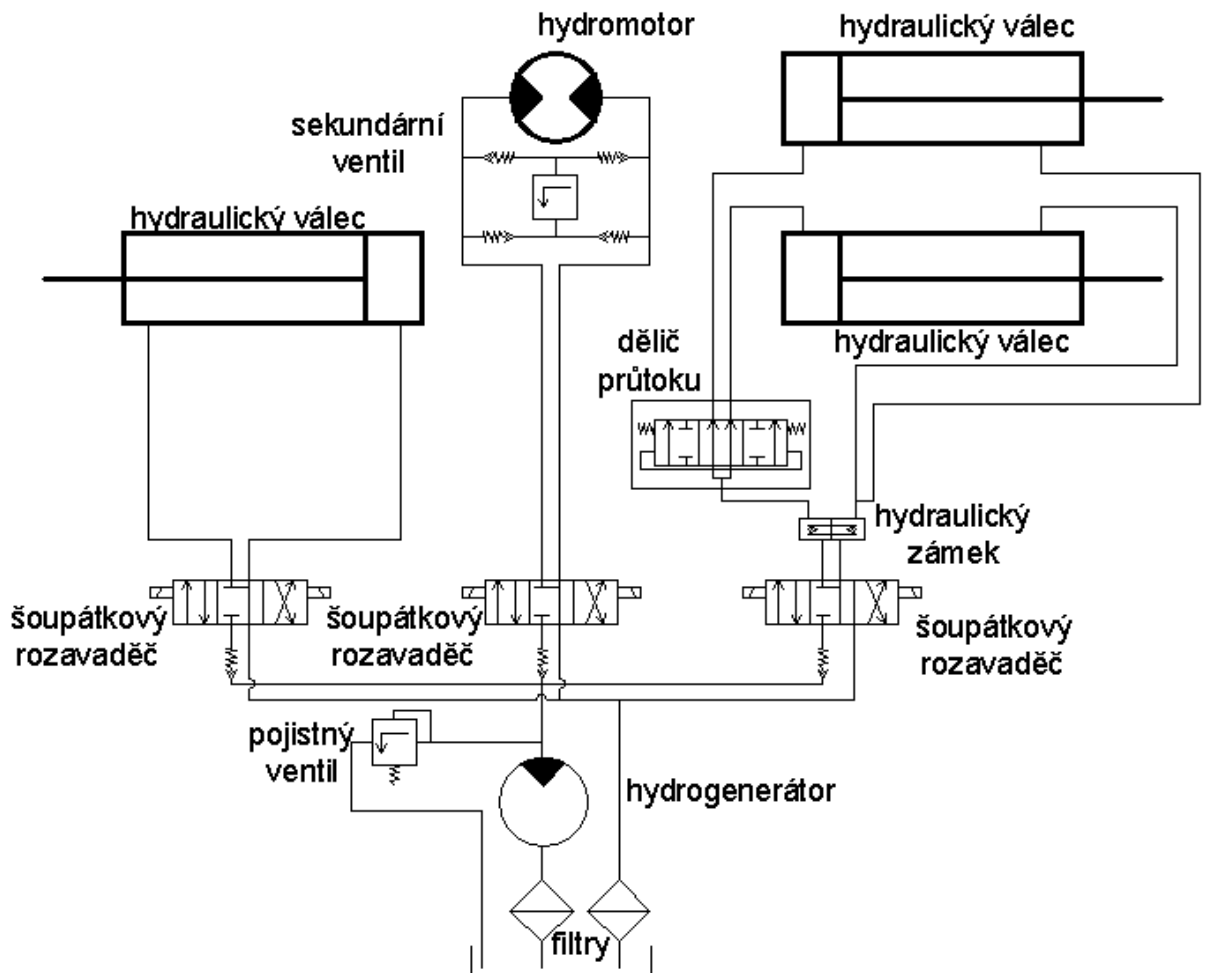 hydromotor
hydraulický válec
sekundární
ventil
hydraulický válec
hydraulický válec
dělič
průtoku
hydraulický
zámek
šoupátkový
rozavaděč
šoupátkový
rozavaděč
šoupátkový
rozavaděč
pojistný
ventil
hydrogenerátor
filtry